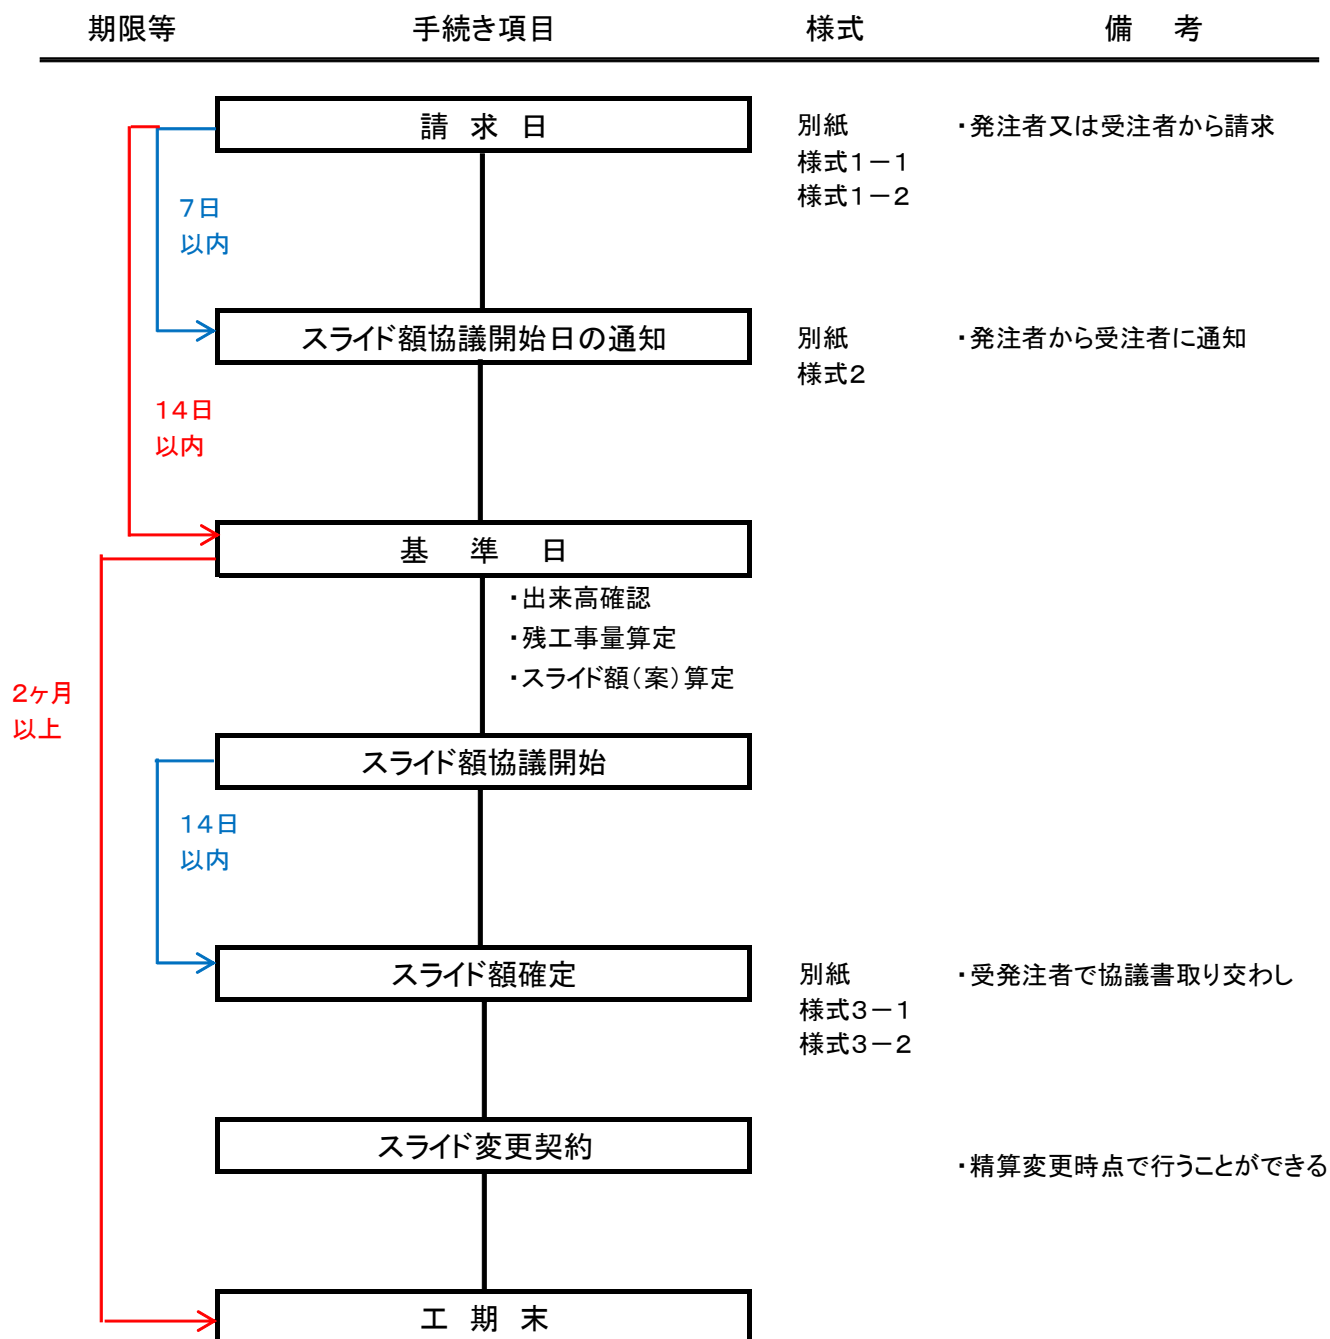 期限等 手続き項目 様式 備 考
請 求 日 別紙 ・発注者又は受注者から請求
様式１－１
様式１－２
７日
以内
スライド額協議開始日の通知 別紙 ・発注者から受注者に通知
様式２
１４日
以内
基 準 日
・出来高確認
・残工事量算定
・スライド額（案）算定
２ヶ月
以上
スライド額協議開始
１４日
以内
スライド額確定 別紙 ・受発注者で協議書取り交わし
様式３－１
様式３－２
スライド変更契約
・精算変更時点で行うことができる
工 期 末